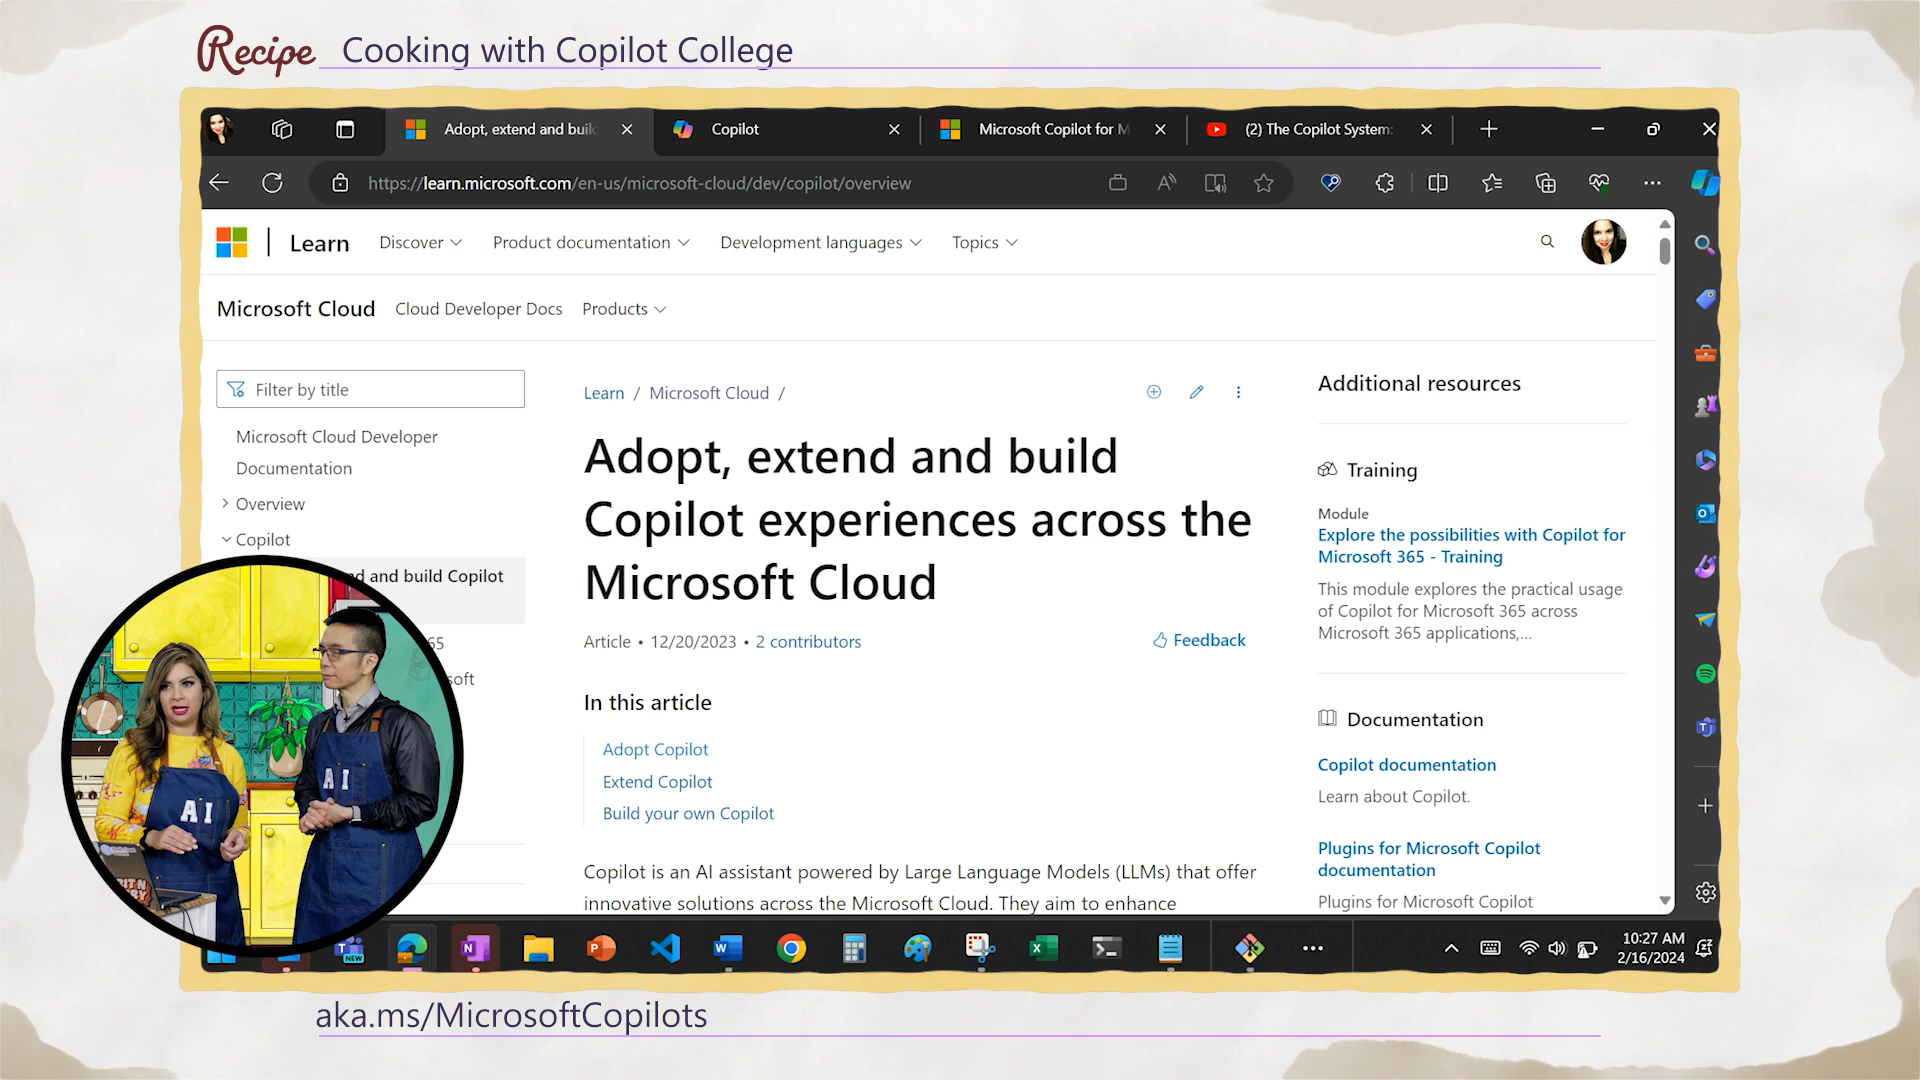 Recipe Cooking with Copilot College
Adopt, extend and buil
Copilot
Microsoft Copilot for M
(2) The Copilot System:
https://learn.microsoft.com/en-us/microsoft-cloud/dev/copilot/overview
Learn Discover Product documentation Development languages Topics
Microsoft Cloud Cloud Developer Docs Products
Filter by title
Microsoft Cloud Developer
Documentation
Overview
Copilot
nd and build Copilot
65
soft
Learn / Microsoft Cloud /
Adopt, extend and build
Copilot experiences across the
Microsoft Cloud
Article • 12/20/2023 • 2 contributors
Feedback
In this article
Adopt Copilot
Extend Copilot
Build your own Copilot
Copilot is an AI assistant powered by Large Language Models (LLMs) that offer
innovative solutions across the Microsoft Cloud. They aim to enhance
Additional resources
Training
Module
Explore the possibilities with Copilot for
Microsoft 365 - Training
This module explores the practical usage
of Copilot for Microsoft 365 across
Microsoft 365 applications,...
Documentation
Copilot documentation
Learn about Copilot.
Plugins for Microsoft Copilot
documentation
Plugins for Microsoft Copilot
AI
AI
NEW
10:27 AM
2/16/2024
aka.ms/MicrosoftCopilots